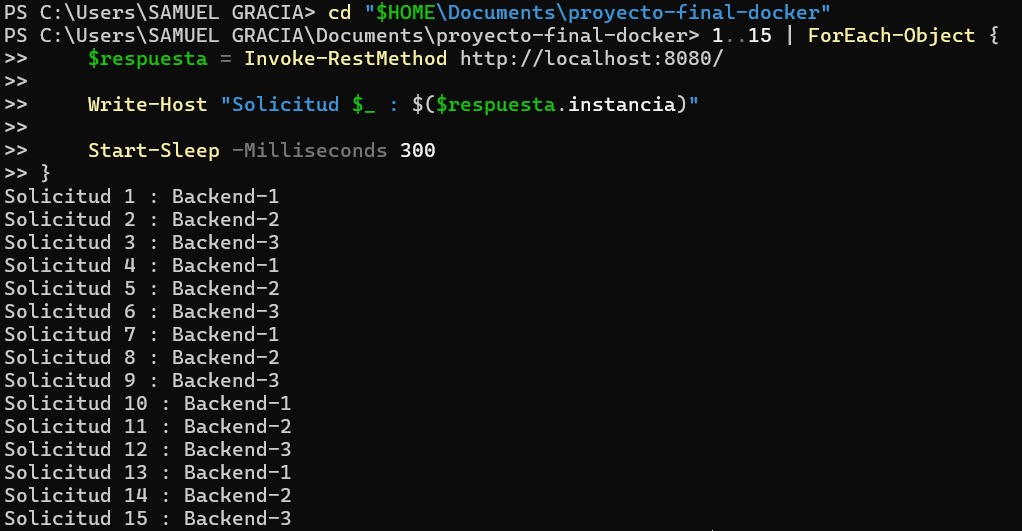 PS C:\Users\SAMUEL GRACIA> cd "$HOME\Documents\proyecto-final-docker"
PS C:\Users\SAMUEL GRACIA\Documents\proyecto-final-docker> 1..15 | ForEach-Object {
>>     $respuesta = Invoke-RestMethod http://localhost:8080/
>>
>>     Write-Host "Solicitud $_ : $($respuesta.instancia)"
>>
>>     Start-Sleep -Milliseconds 300
>> }
Solicitud 1 : Backend-1
Solicitud 2 : Backend-2
Solicitud 3 : Backend-3
Solicitud 4 : Backend-1
Solicitud 5 : Backend-2
Solicitud 6 : Backend-3
Solicitud 7 : Backend-1
Solicitud 8 : Backend-2
Solicitud 9 : Backend-3
Solicitud 10 : Backend-1
Solicitud 11 : Backend-2
Solicitud 12 : Backend-3
Solicitud 13 : Backend-1
Solicitud 14 : Backend-2
Solicitud 15 : Backend-3